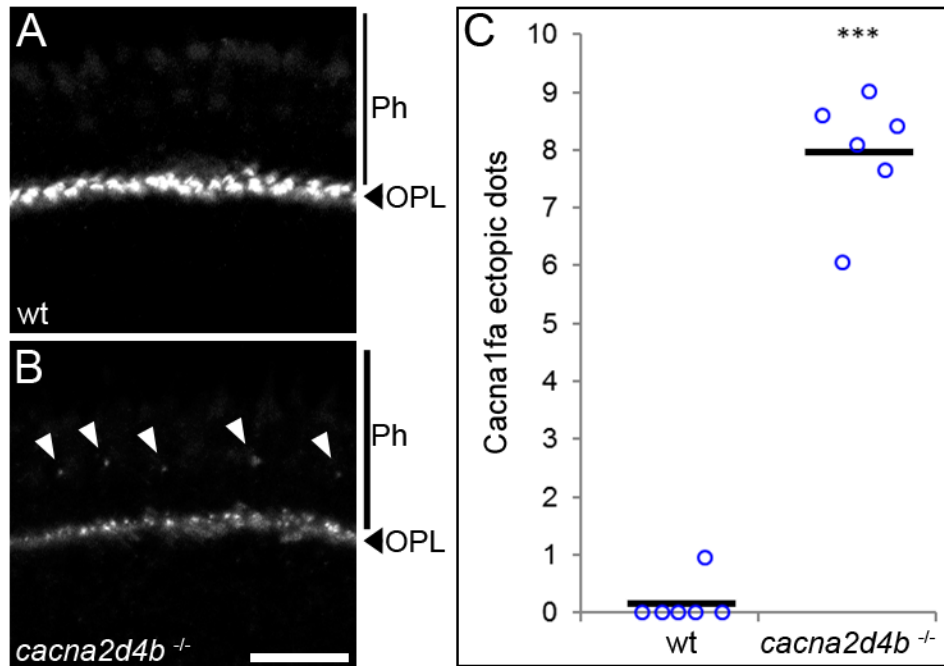 A
Ph
OPL
wt
B
Ph
OPL
cacna2d4b -/-
C
Cacna1fa ectopic dots
10
9
8
7
6
5
4
3
2
1
0
***
wt
cacna2d4b -/-